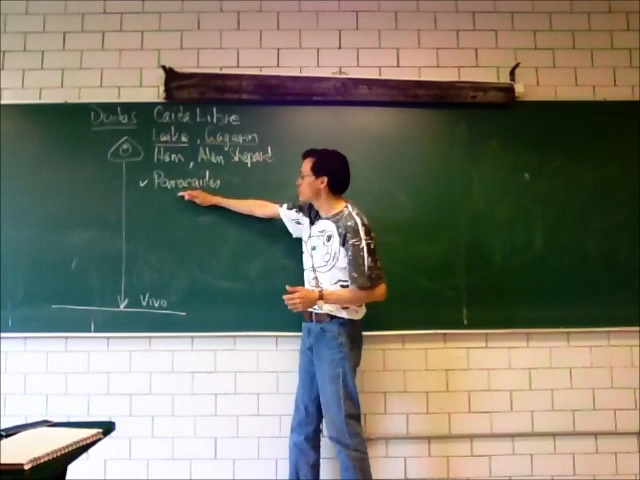 Dudas Caída Libre
Laika, Gagarin
Ham, Alan Shepard
✓ Paracaídas
Vivo